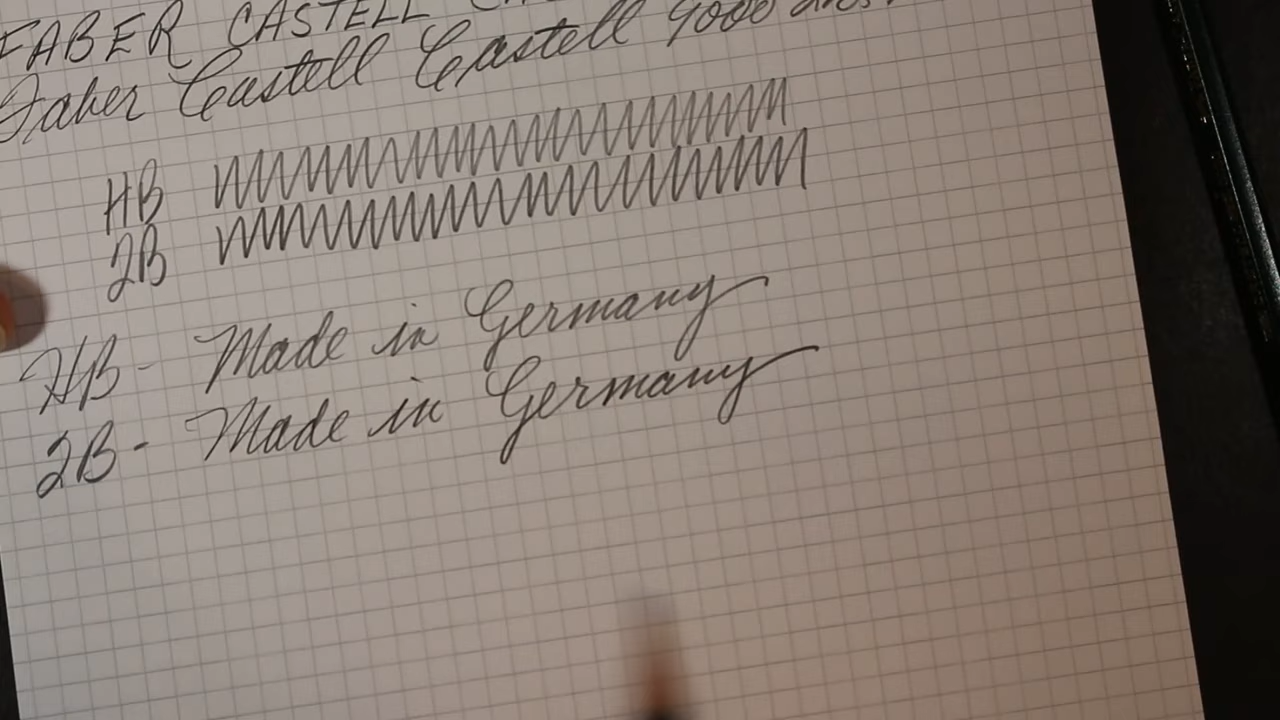 FABER CASTELL
Faber Castell Castell 9000
HB
2B
HB - Made in Germany
2B - Made in Germany